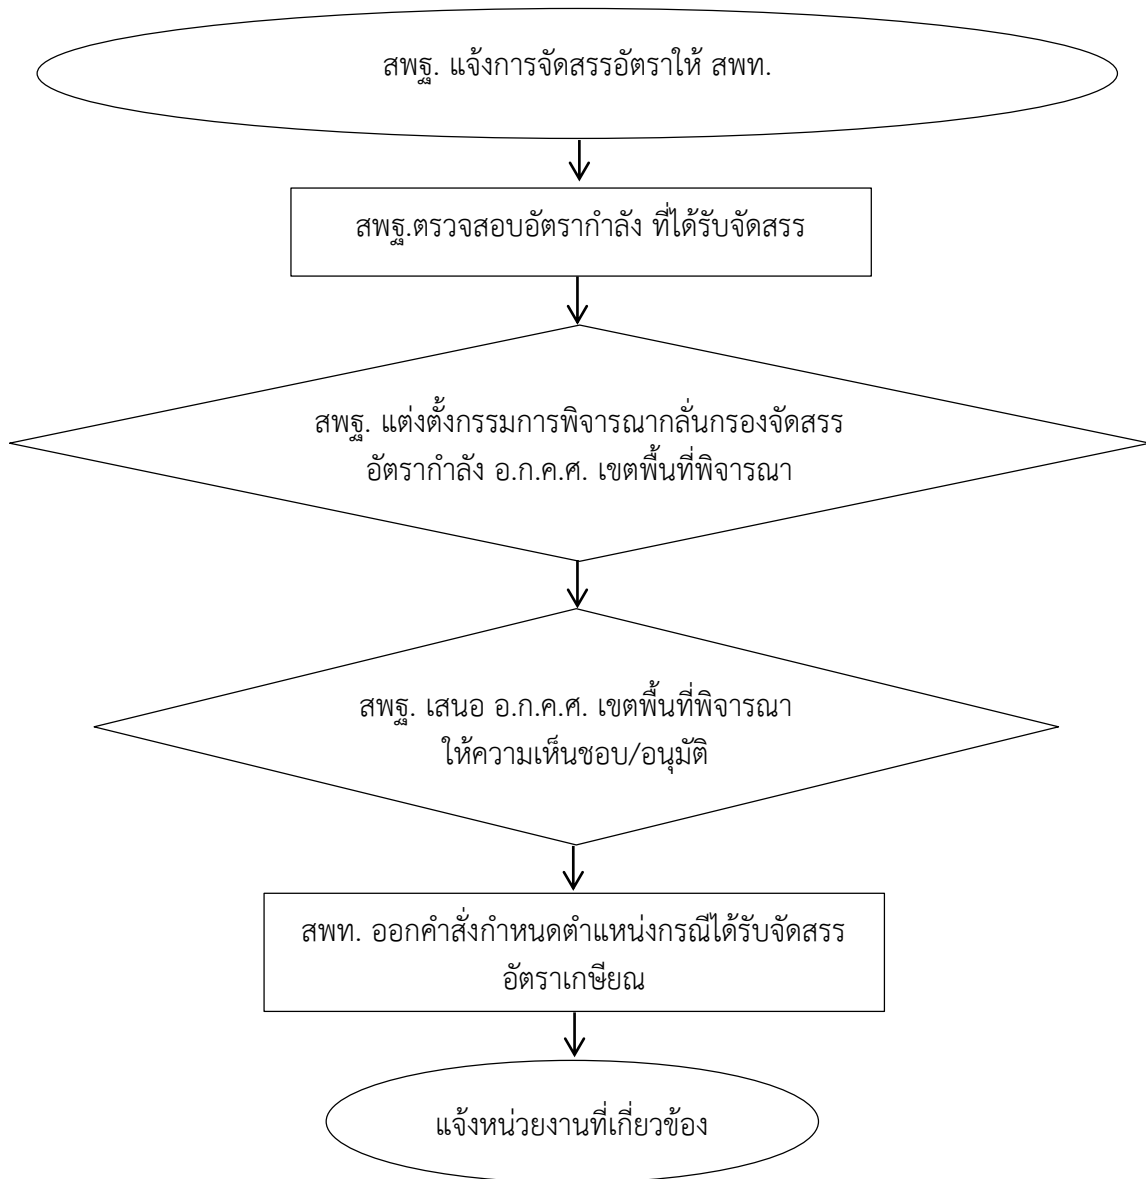 สพฐ. แจ้งการจัดสรรอัตราให้ สพท.
สพฐ.ตรวจสอบอัตรากำลัง ที่ได้รับจัดสรร
สพฐ. แต่งตั้งกรรมการพิจารณากลั่นกรองจัดสรร
อัตรากำลัง อ.ก.ค.ศ. เขตพื้นที่พิจารณา
สพฐ. เสนอ อ.ก.ค.ศ. เขตพื้นที่พิจารณา
ให้ความเห็นชอบ/อนุมัติ
สพท. ออกคำสั่งกำหนดตำแหน่งกรณีได้รับจัดสรร
อัตราเกษียณ
แจ้งหน่วยงานที่เกี่ยวข้อง